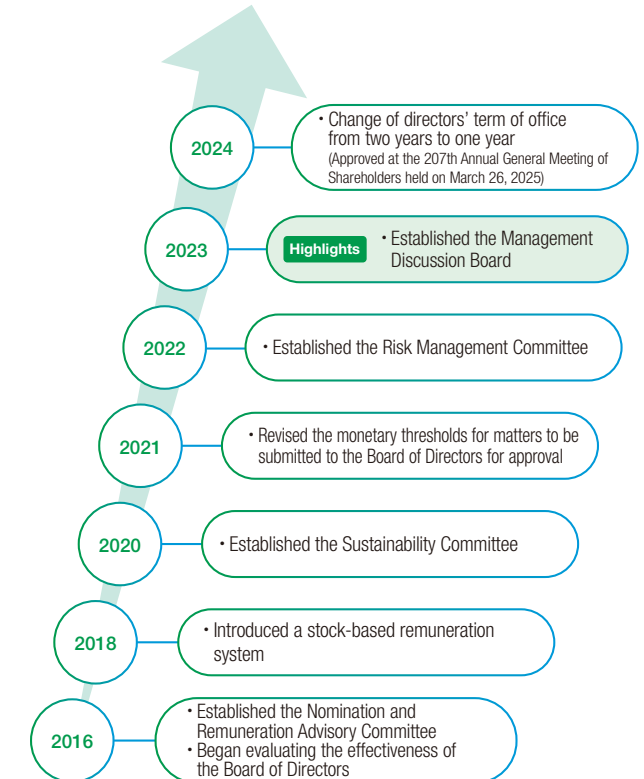 2024
• Change of directors’ term of office
from two years to one year
(Approved at the 207th Annual General Meeting of
Shareholders held on March 26, 2025)
2023
Highlights
• Established the Management
Discussion Board
2022
• Established the Risk Management Committee
2021
• Revised the monetary thresholds for matters to be
submitted to the Board of Directors for approval
2020
• Established the Sustainability Committee
2018
• Introduced a stock-based remuneration
system
2016
• Established the Nomination and
Remuneration Advisory Committee
• Began evaluating the effectiveness of
the Board of Directors